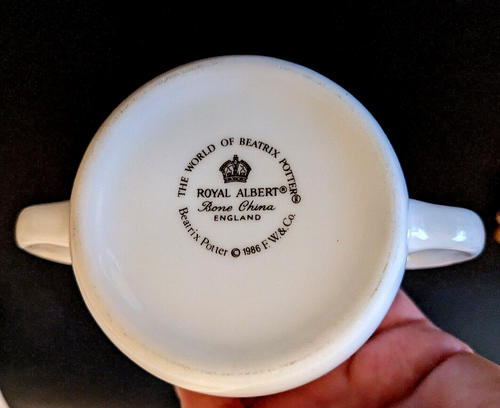 THE WORLD OF BEATRIX POTTER®
ROYAL ALBERT®
Bone China
ENGLAND
Beatrix Potter © 1986 F.W.& Co.